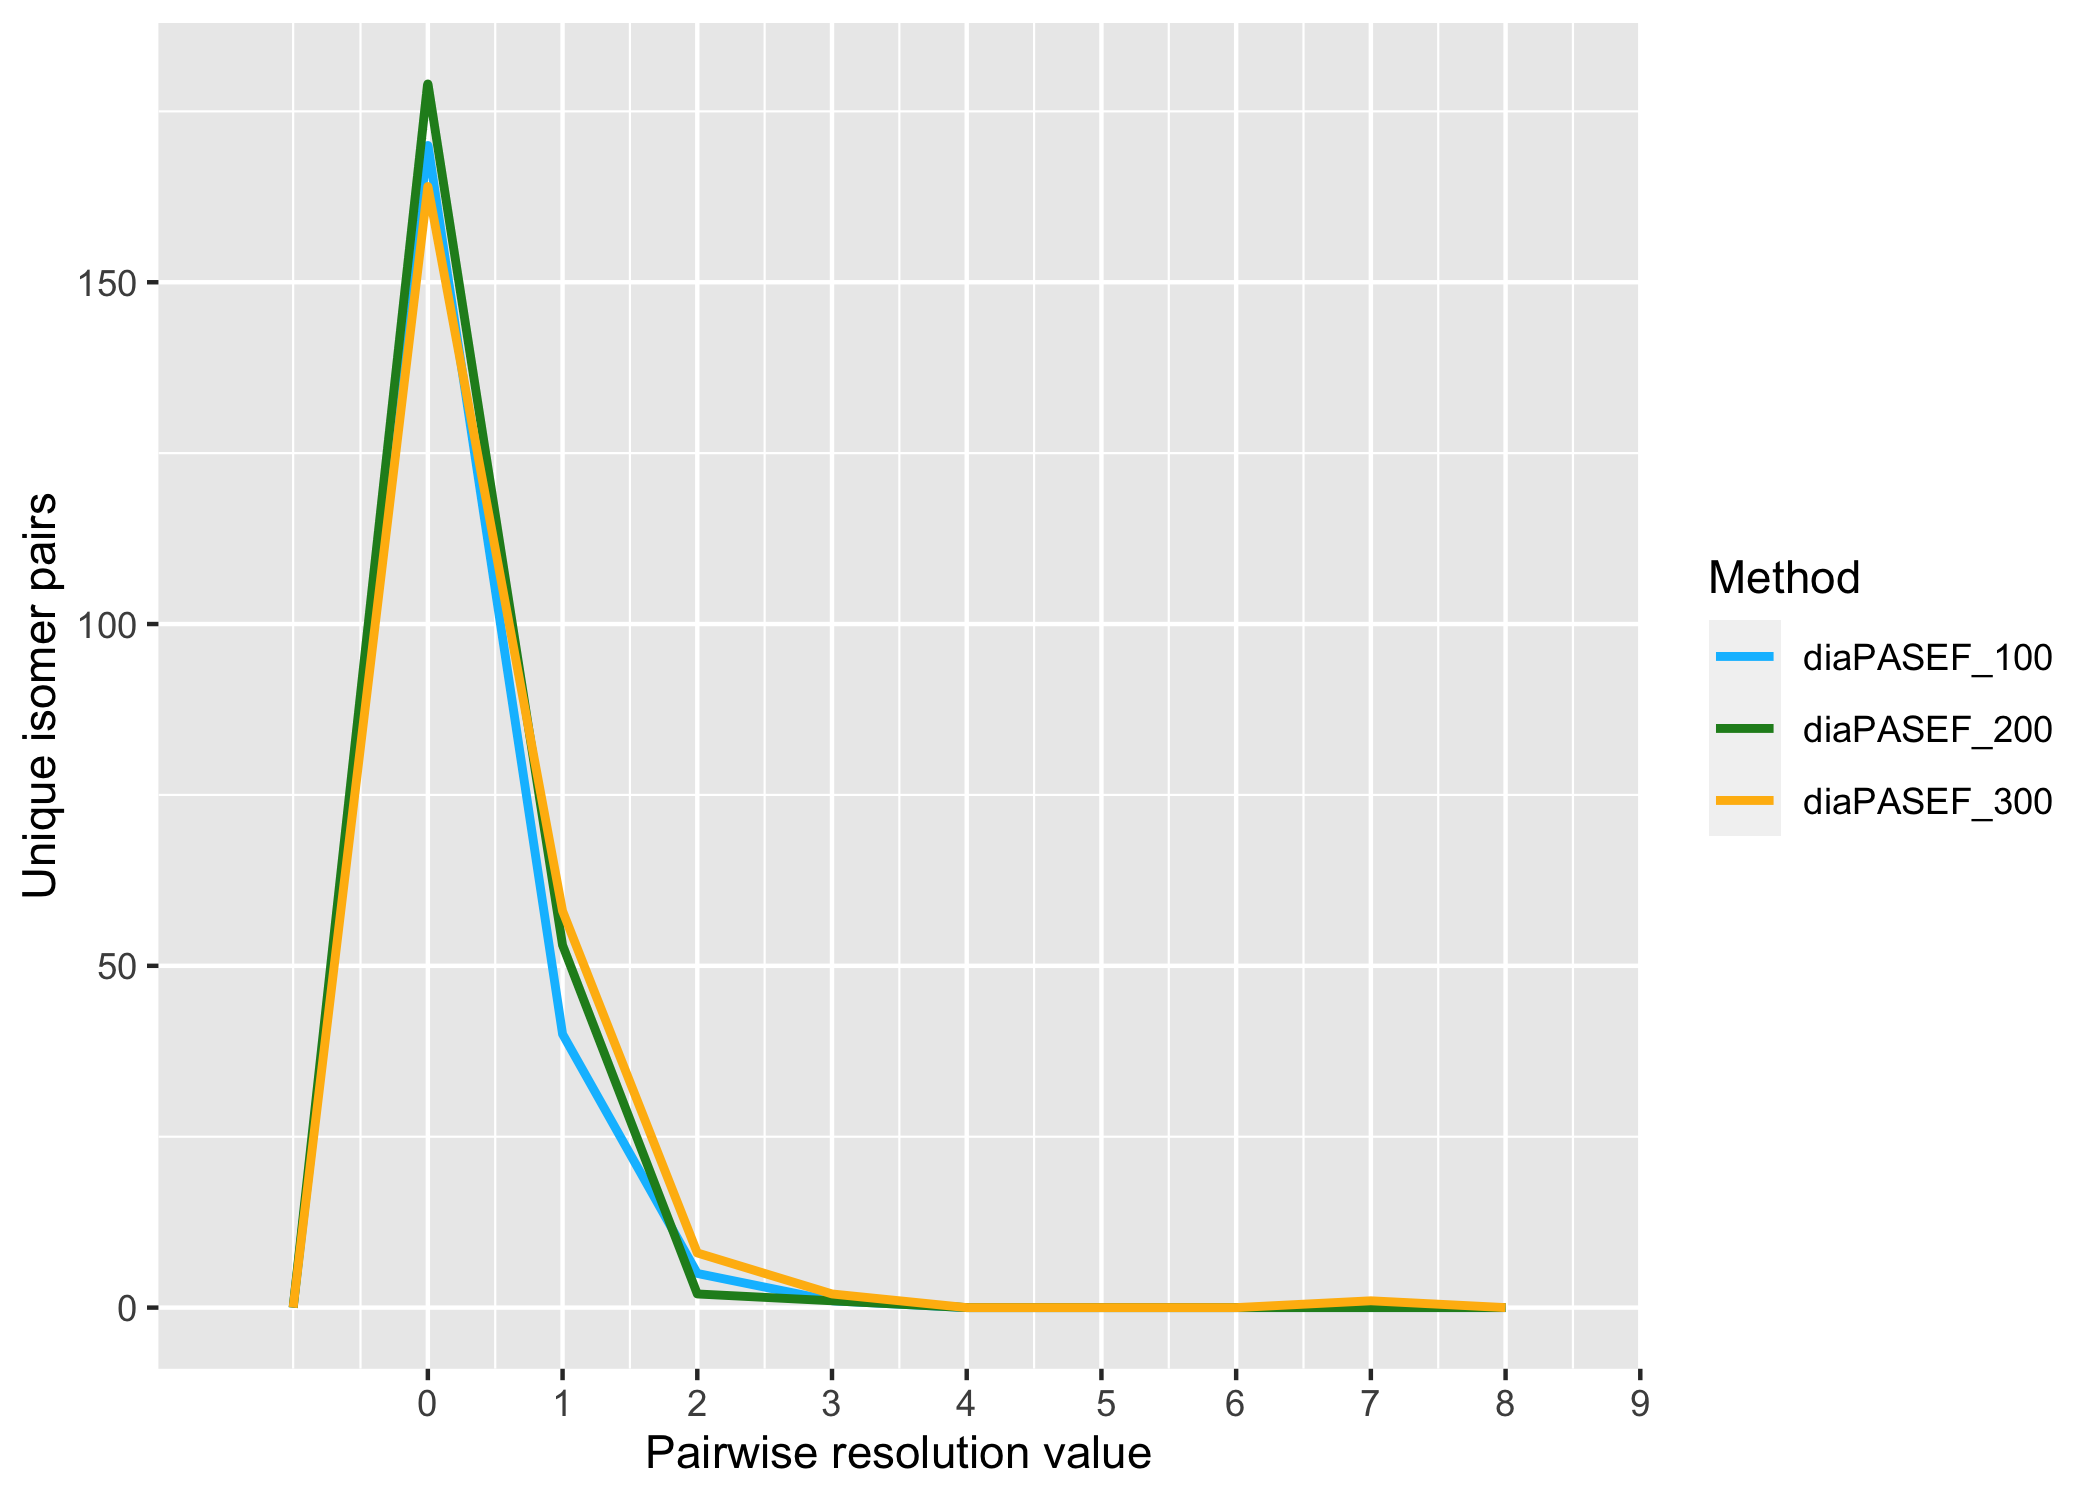 150
100
50
0
Unique isomer pairs
0 1 2 3 4 5 6 7 8 9
Pairwise resolution value
Method
diaPASEF_100
diaPASEF_200
diaPASEF_300